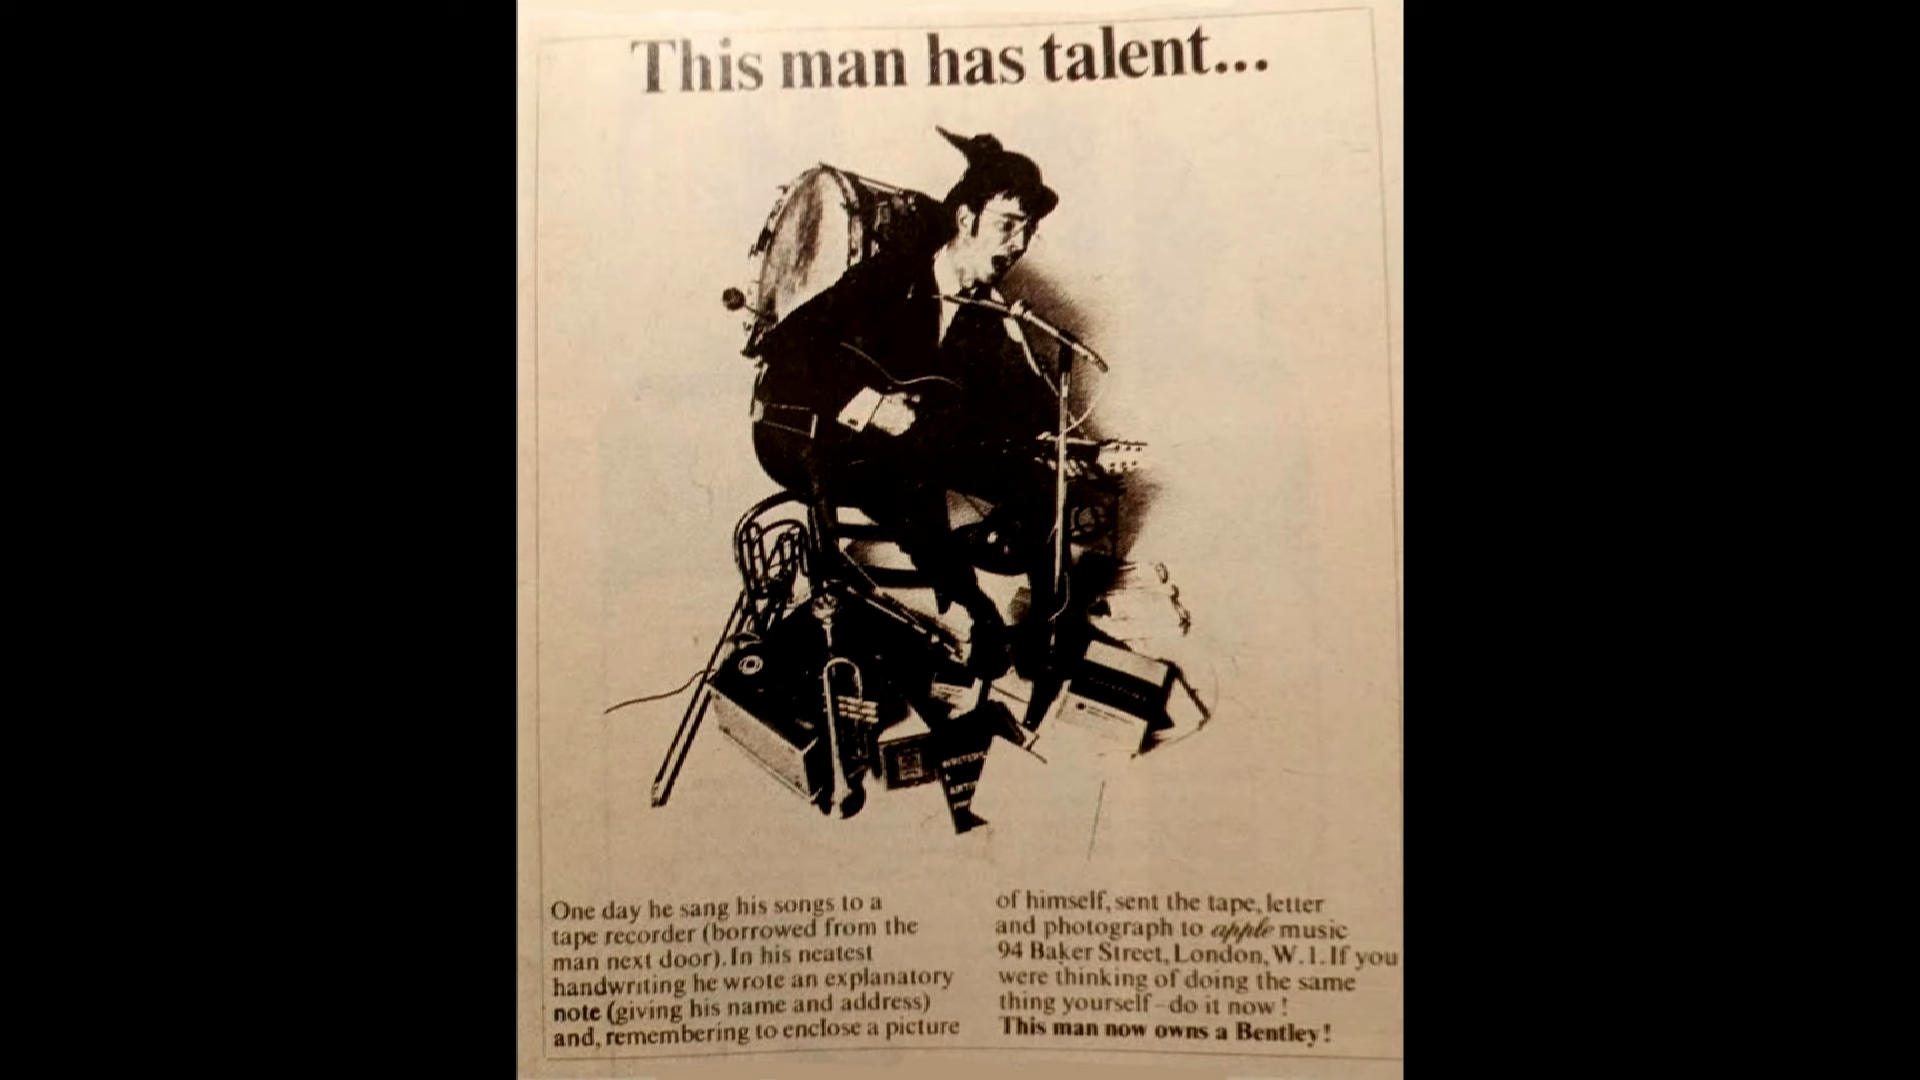 This man has talent...
One day he sang his songs to a
tape recorder (borrowed from the
man next door). In his neatest
handwriting he wrote an explanatory
note (giving his name and address)
and, remembering to enclose a picture
of himself, sent the tape, letter
and photograph to apple music
94 Baker Street, London, W.1. If you
were thinking of doing the same
thing yourself - do it now!
This man now owns a Bentley!